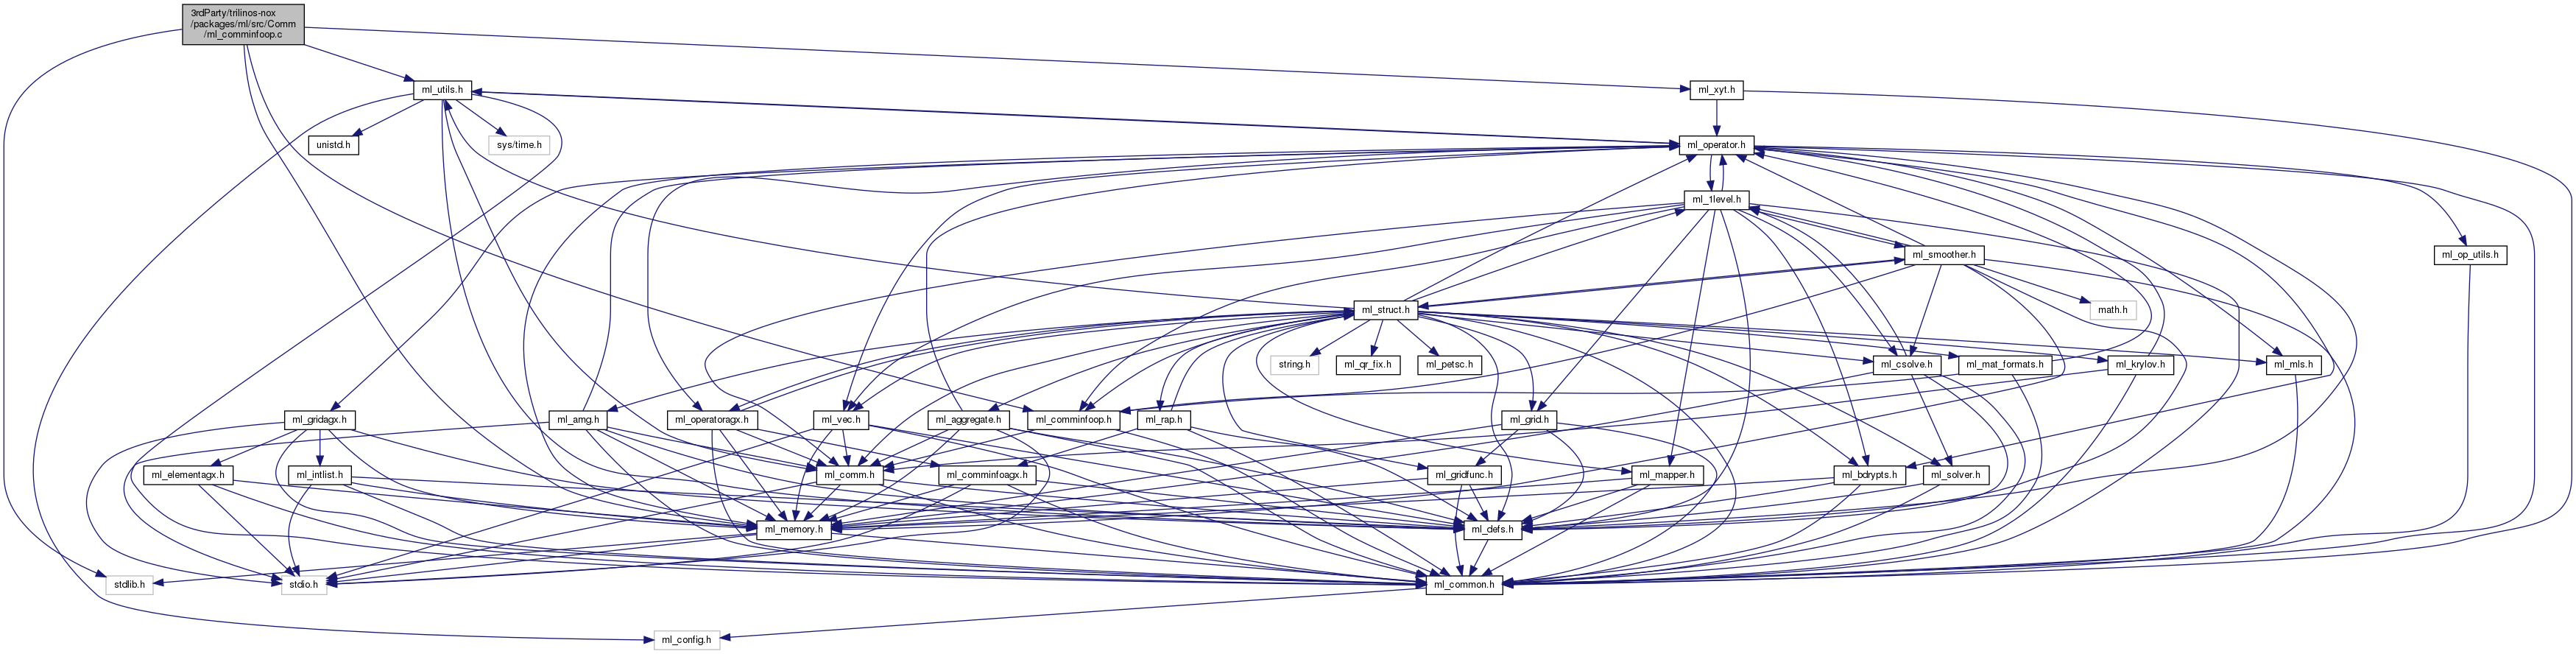 3rdParty/trilinos-nox
/packages/ml/src/Comm
/ml_comminfoop.c
ml_utils.h
ml_xyt.h
unistd.h
sys/time.h
ml_operator.h
ml_1level.h
ml_smoother.h
ml_op_utils.h
ml_struct.h
math.h
string.h
ml_qr_fix.h
ml_petsc.h
ml_csolve.h
ml_mat_formats.h
ml_krylov.h
ml_mls.h
ml_gridagx.h
ml_amg.h
ml_operatoragx.h
ml_vec.h
ml_aggregate.h
ml_comminfoop.h
ml_rap.h
ml_grid.h
ml_elementagx.h
ml_intlist.h
ml_comm.h
ml_comminfoagx.h
ml_gridfunc.h
ml_mapper.h
ml_bdrypts.h
ml_solver.h
ml_memory.h
ml_defs.h
stdlib.h
stdio.h
ml_common.h
ml_config.h